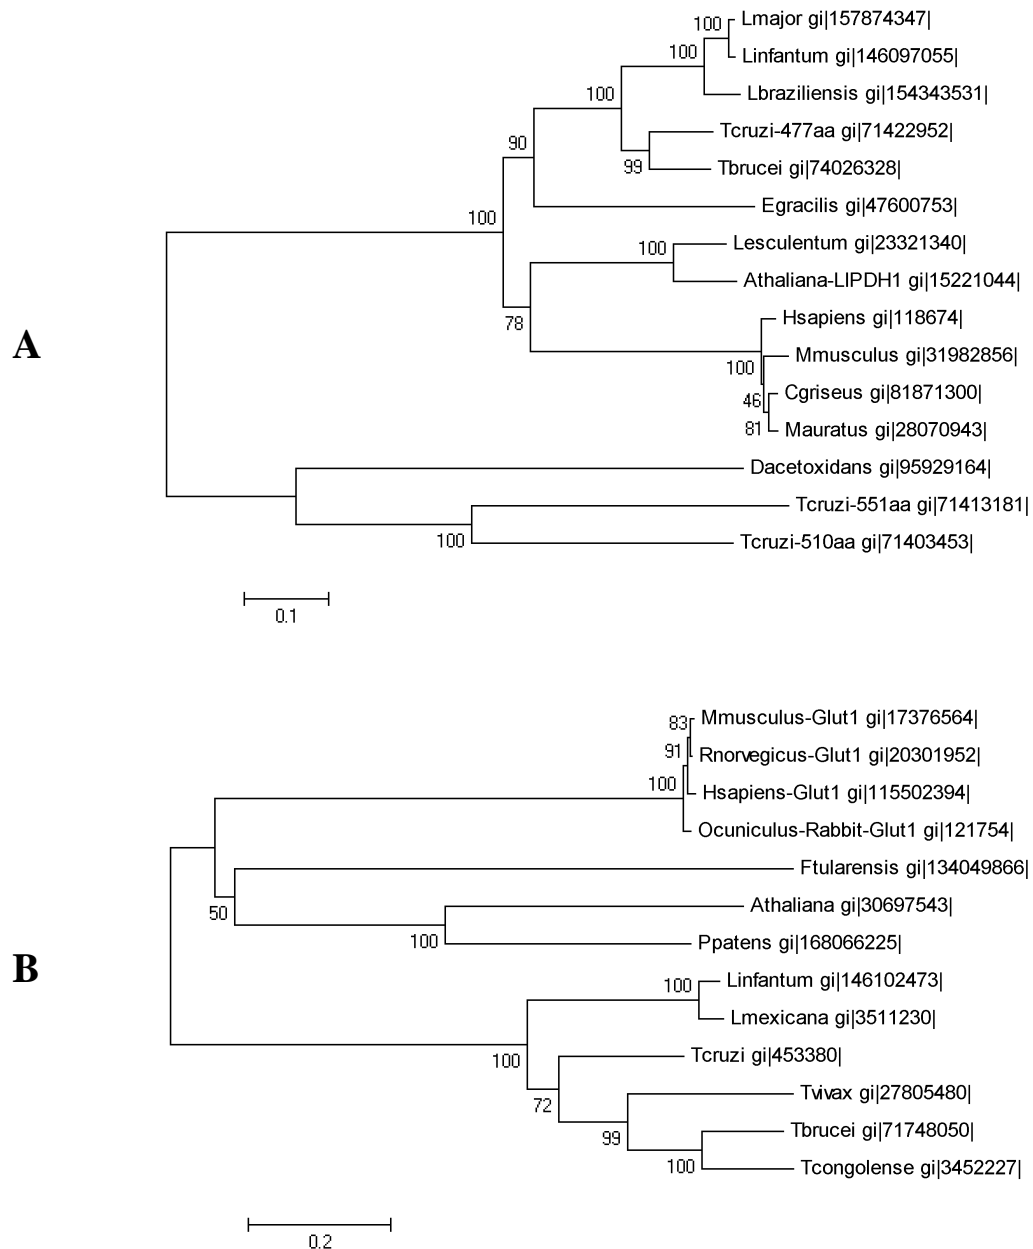 100
Lmajor gi|157874347|
100
Linfantum gi|146097055|
100
Lbraziliensis gi|154343531|
90
Tcruzi-477aa gi|71422952|
99
Tbrucei gi|74026328|
100
Egracilis gi|47600753|
100
Lesculentum gi|23321340|
Athaliana-LIPDH1 gi|15221044|
78
Hsapiens gi|118674|
A
Mmusculus gi|31982856|
100
Cgriseus gi|81871300|
46
81
Mauratus gi|28070943|
Dacetoxidans gi|95929164|
Tcruzi-551aa gi|71413181|
100
Tcruzi-510aa gi|71403453|
0.1
83
Mmusculus-Glut1 gi|17376564|
91
Rnorvegicus-Glut1 gi|20301952|
100
Hsapiens-Glut1 gi|115502394|
Ocuniculus-Rabbit-Glut1 gi|121754|
Ftularensis gi|134049866|
50
Athaliana gi|30697543|
100
Ppatens gi|168066225|
B
100
Linfantum gi|146102473|
Lmexicana gi|3511230|
100
Tcruzi gi|453380|
72
Tvivax gi|27805480|
99
Tbrucei gi|71748050|
100
Tcongolense gi|3452227|
0.2